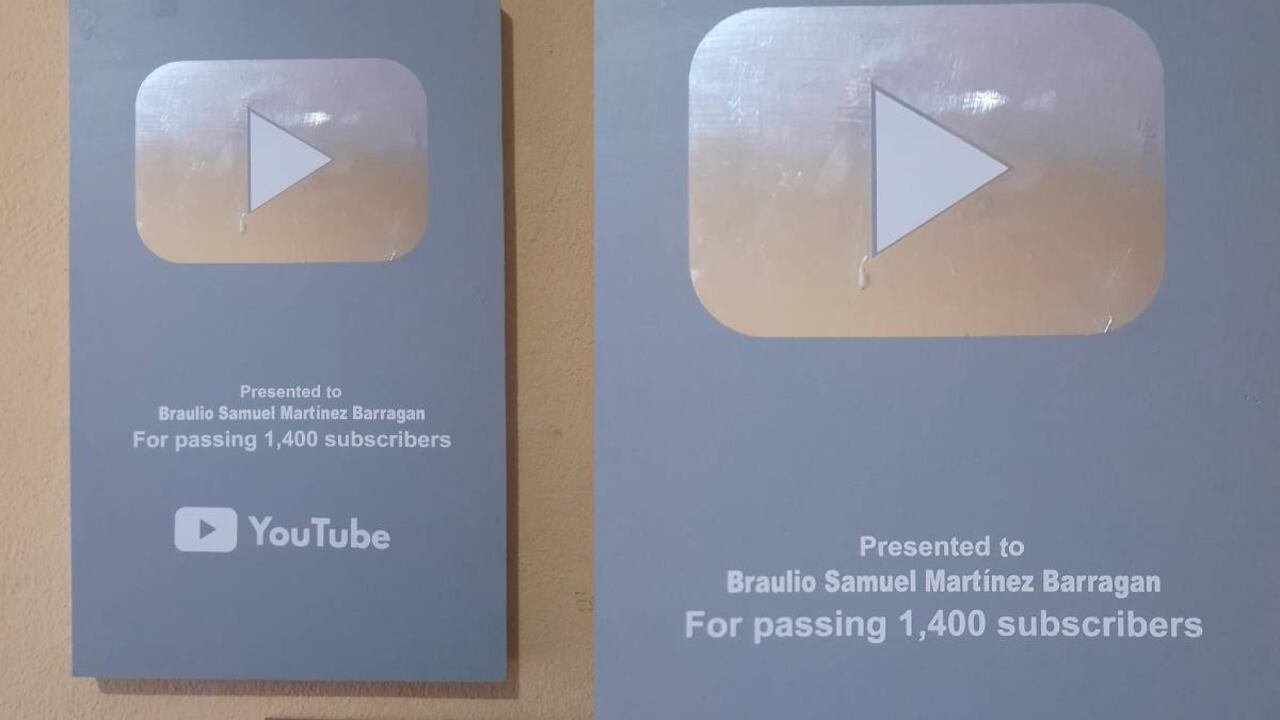 Presented to
Braulio Samuel Martínez Barragan
For passing 1,400 subscribers
YouTube
Presented to
Braulio Samuel Martínez Barragan
For passing 1,400 subscribers